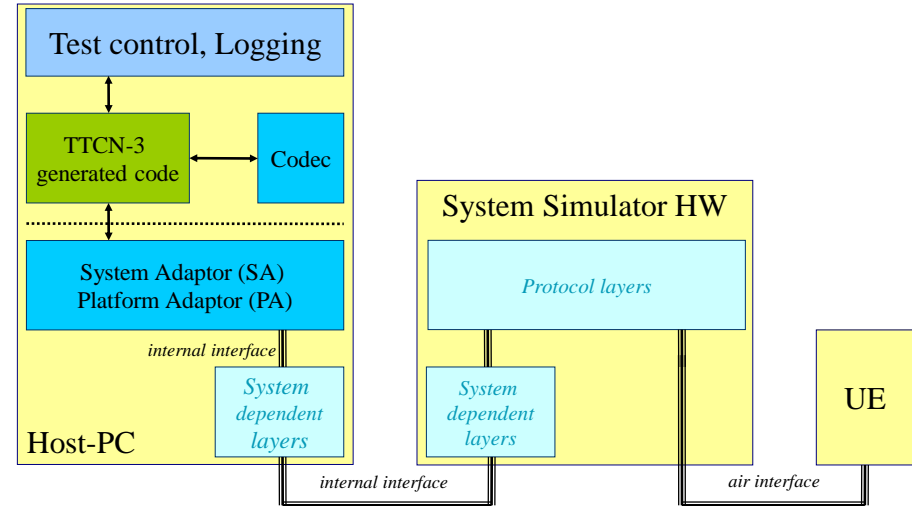 Test control, Logging
TTCN-3
generated code
Codec
System Adaptor (SA)
Platform Adaptor (PA)
internal interface
System
dependent
layers
Host-PC
internal interface
System Simulator HW
Protocol layers
System
dependent
layers
air interface
UE